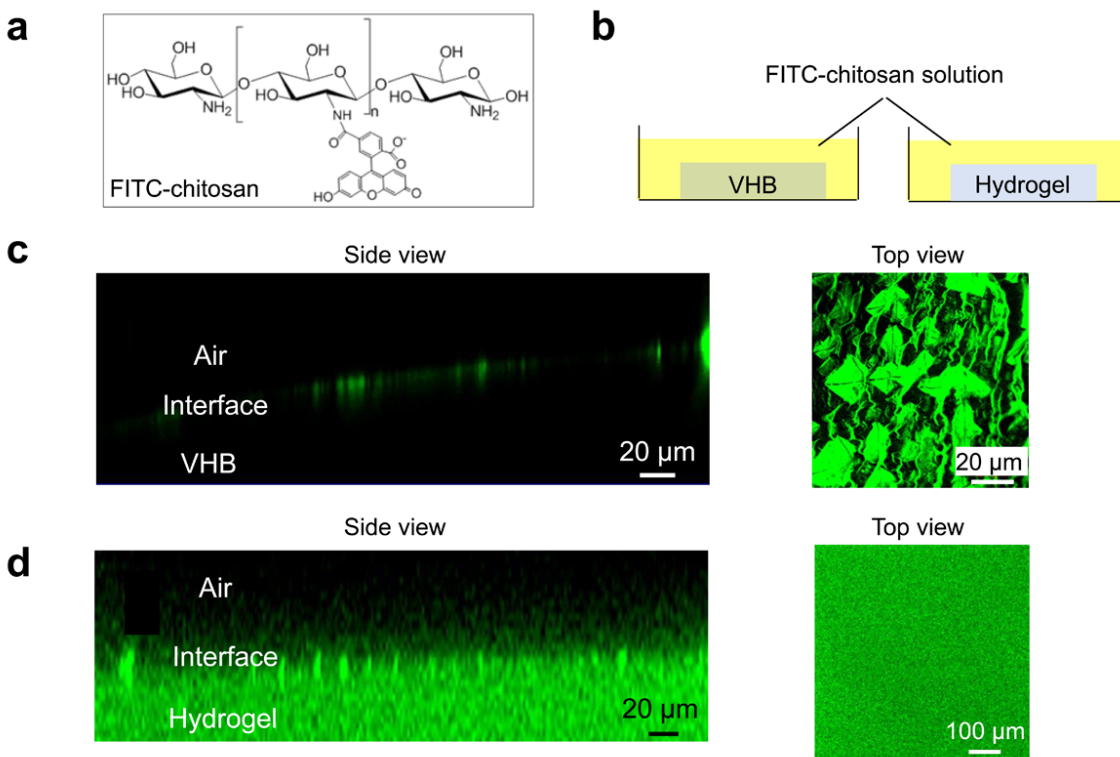 a
OH
OH
OH
HO
HO
NH2
O
O
HO
NH
n
O
O
O
HO
NH2
OH
O
O-
O
HO
O
O
FITC-chitosan
b
FITC-chitosan solution
VHB
Hydrogel
c
Side view
Top view
Air
Interface
VHB
20 μm
20 μm
d
Side view
Top view
Air
Interface
Hydrogel
20 μm
100 μm